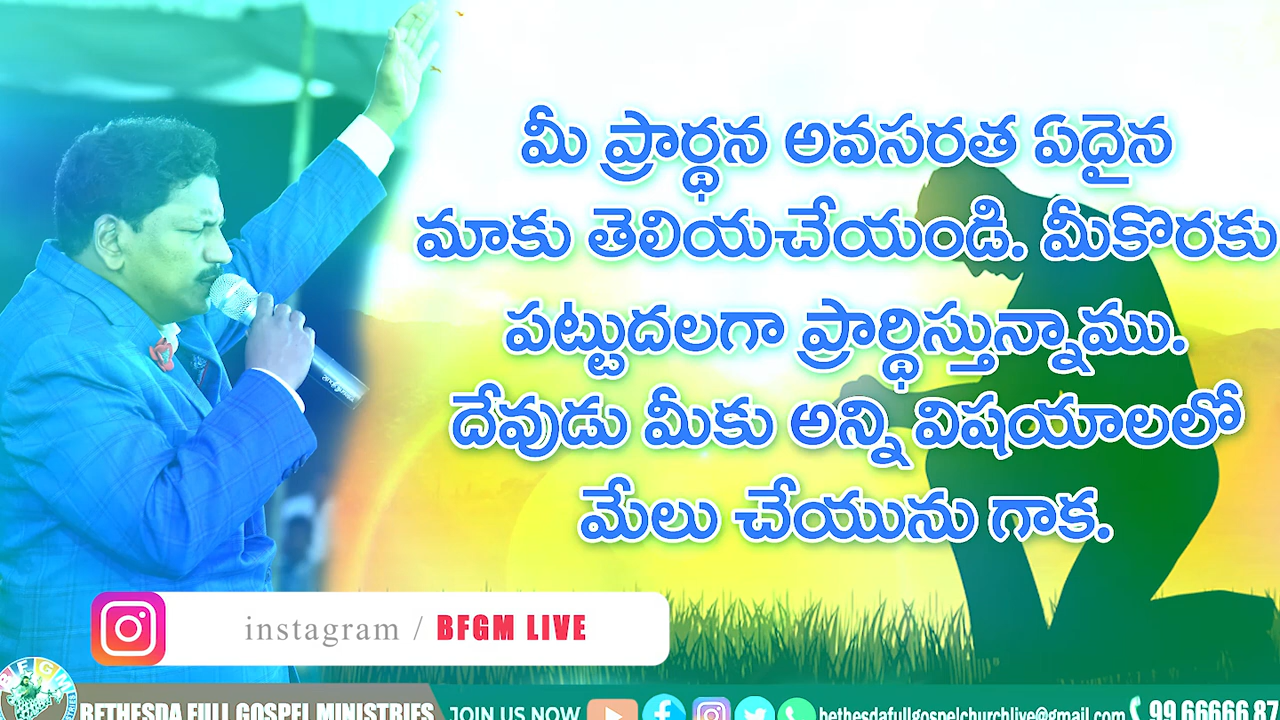 మీ ప్రార్థన అవసరత ఏదైన
మాకు తెలియచేయండి. మీకొరకు
పట్టుదలగా ప్రార్థిస్తున్నాము.
దేవుడు మీకు అన్ని విషయాలలో
మేలు చేయును గాక.
instagram / BFGM LIVE
BFGM
BETHESDA FULL GOSPEL MINISTRIES JOIN US NOW bethesdafullgospelchurchlive@gmail.com 99 66666 87